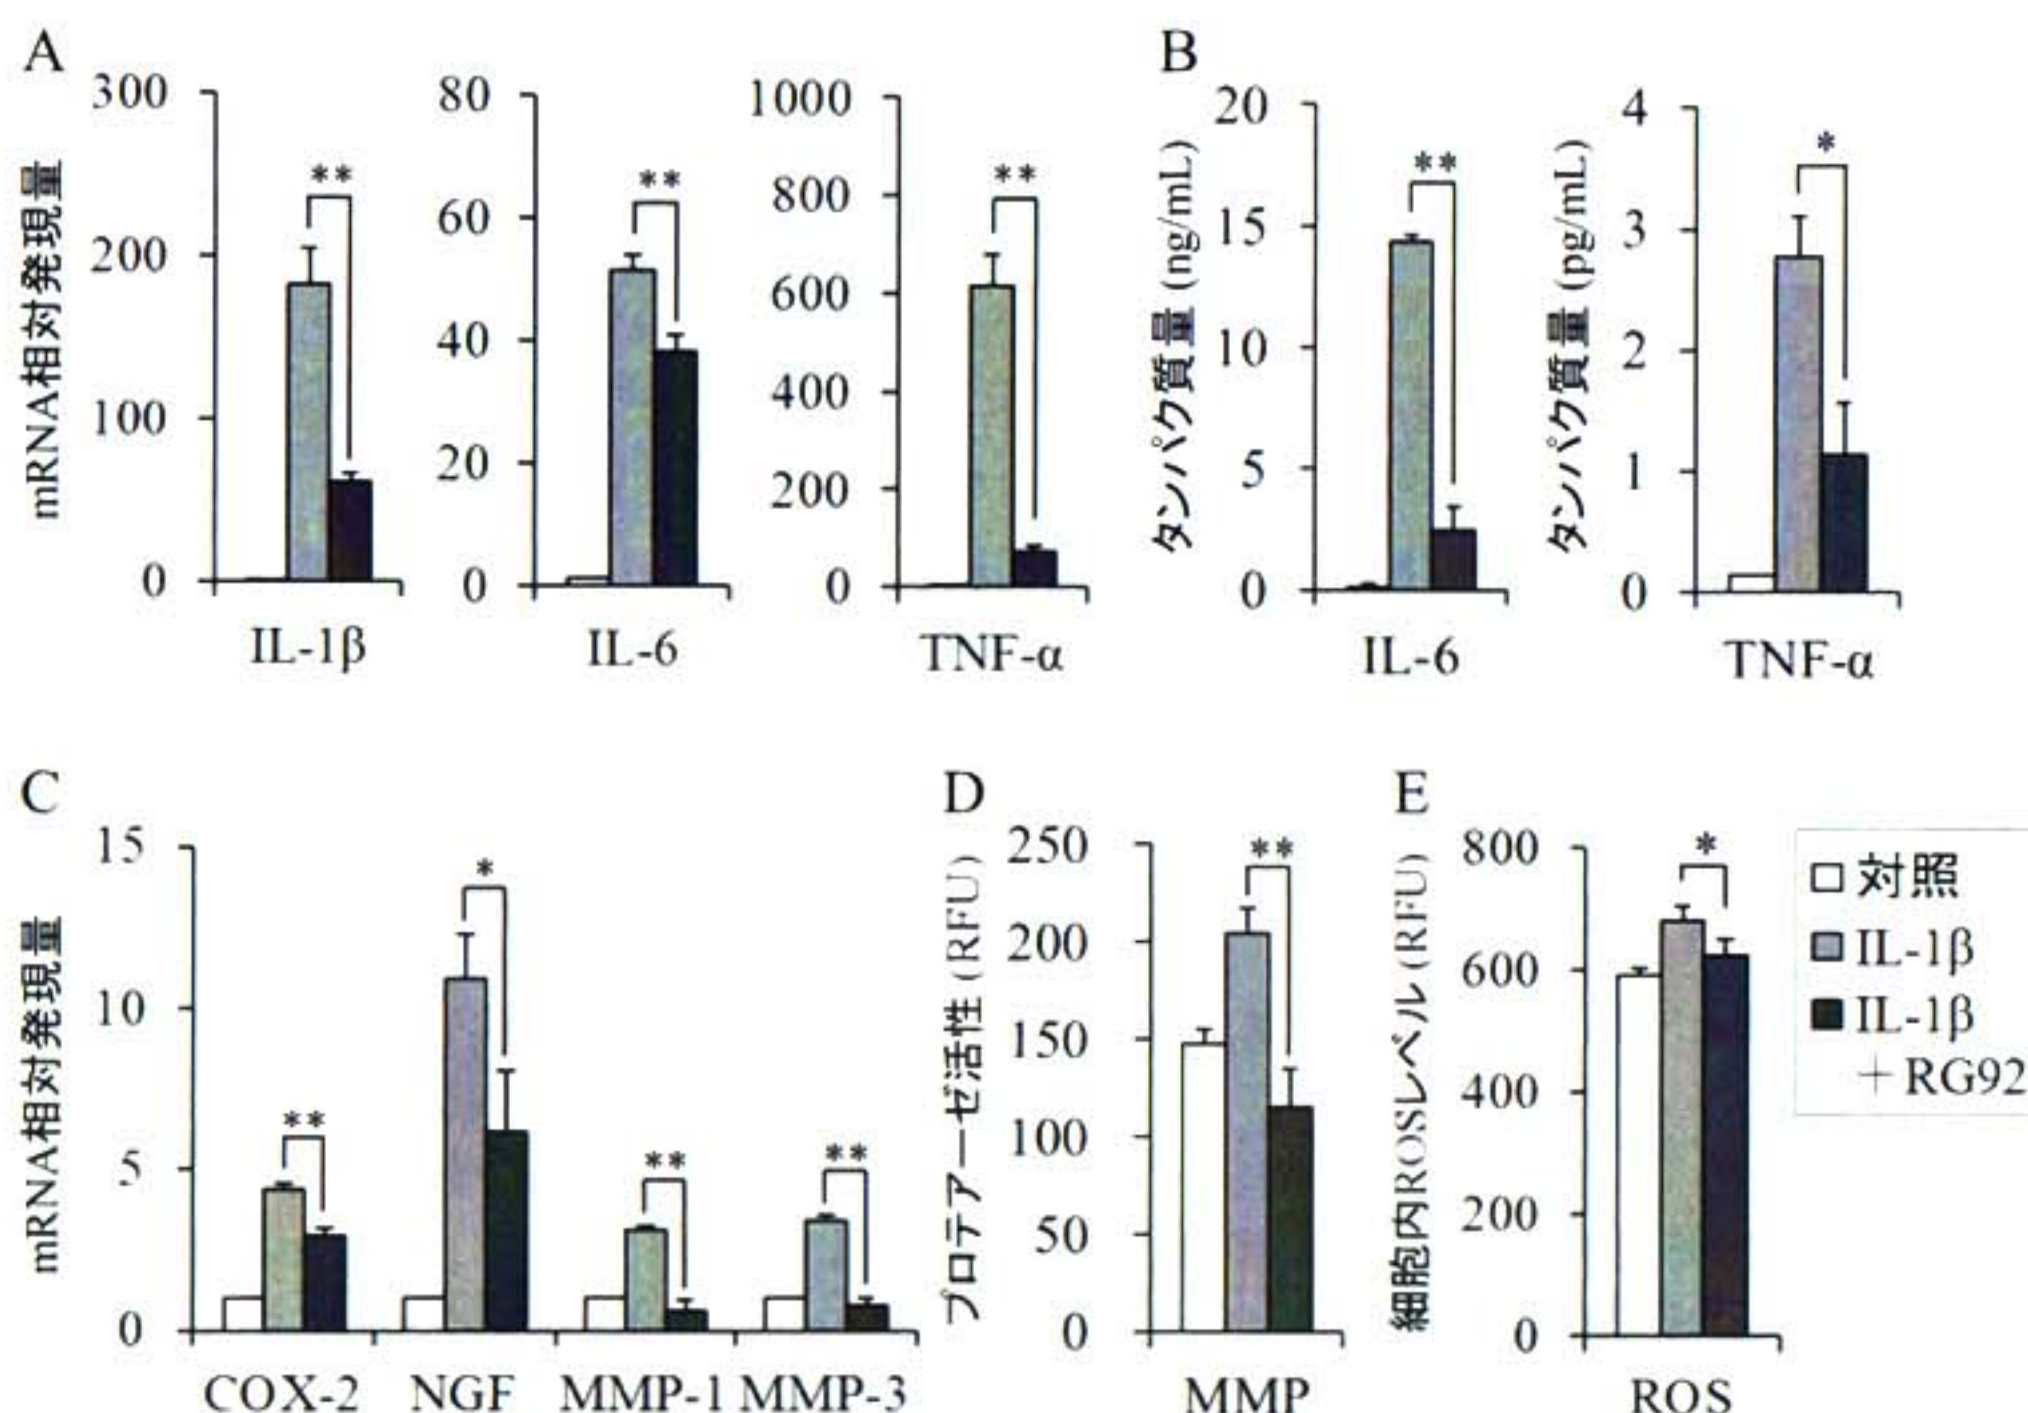 A
mRNA相対発現量
300
200
100
0
**
IL-1β
80
60
40
20
0
**
IL-6
1000
800
600
400
200
0
**
TNF-α
B
タンパク質量 (ng/mL)
20
15
10
5
0
**
IL-6
タンパク質量 (pg/mL)
4
3
2
1
0
*
TNF-α
C
mRNA相対発現量
15
10
5
0
**
*
**
**
COX-2 NGF MMP-1 MMP-3
D
プロテアーゼ活性 (RFU)
250
200
150
100
50
0
**
MMP
E
細胞内ROSレベル (RFU)
800
600
400
200
0
*
ROS
対照
IL-1β
IL-1β
+ RG92